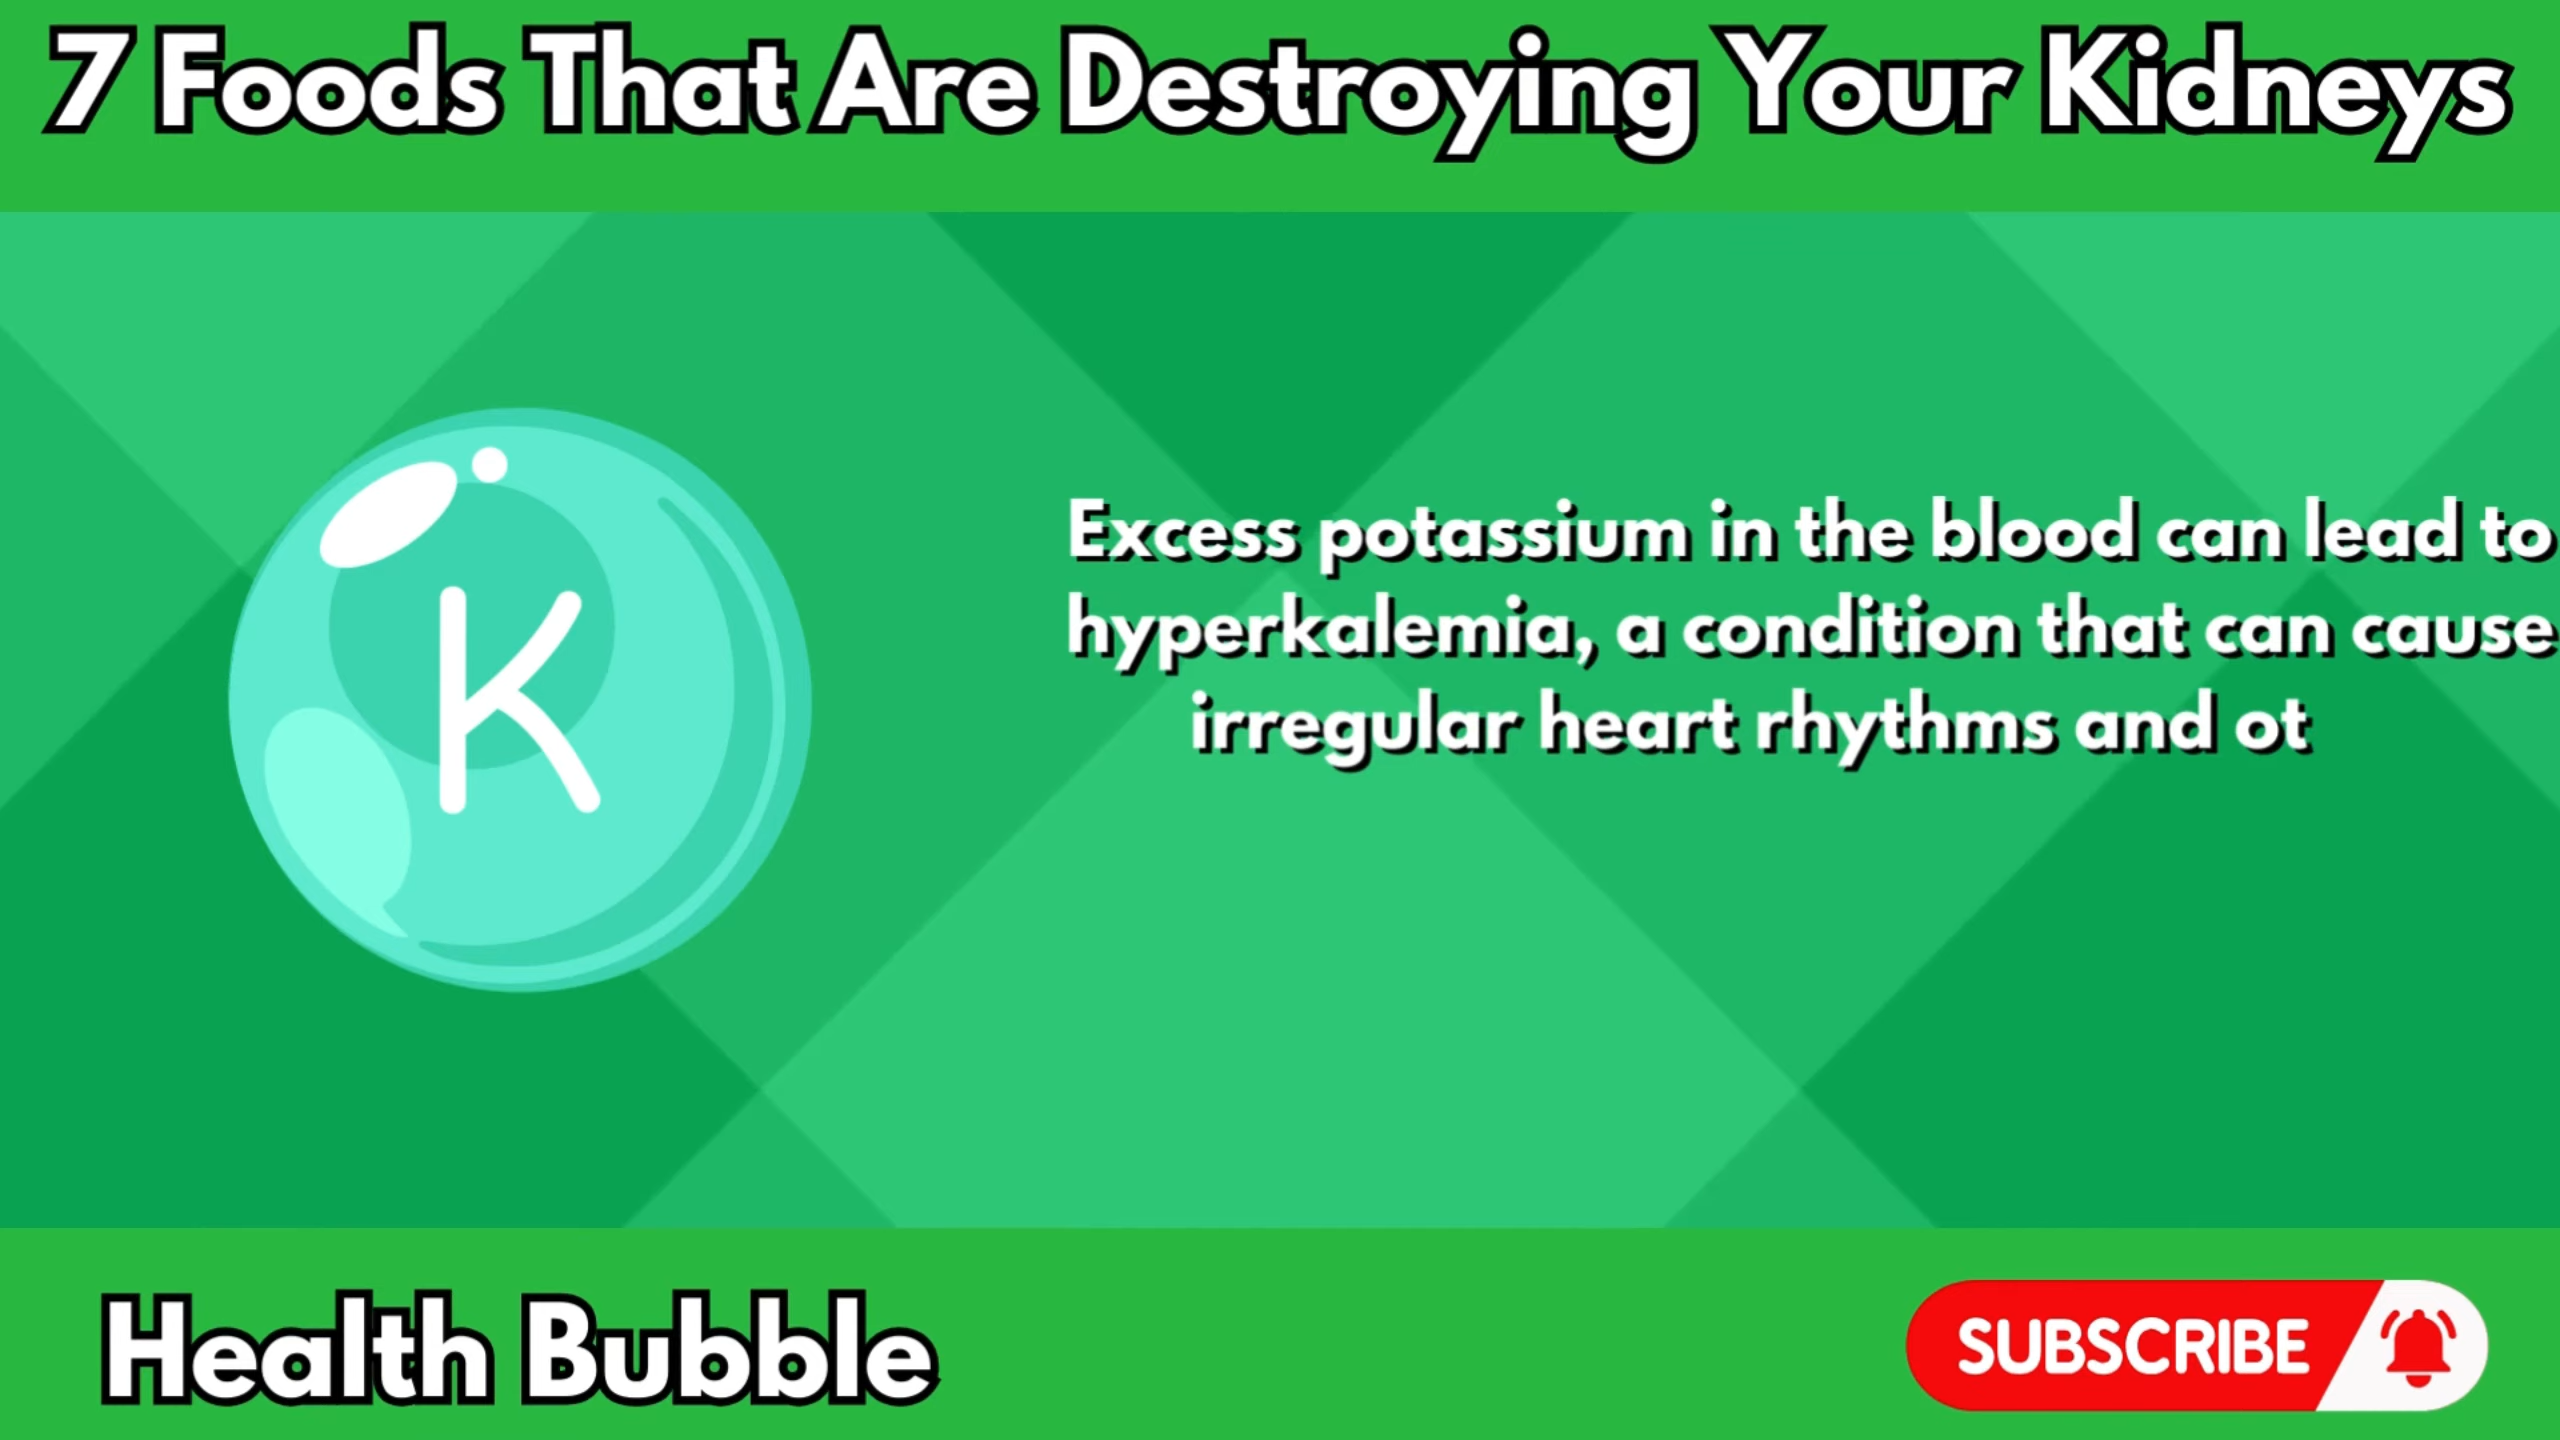 7 Foods That Are Destroying Your Kidneys
K
Excess potassium in the blood can lead to
hyperkalemia, a condition that can cause
irregular heart rhythms and ot
Health Bubble
SUBSCRIBE